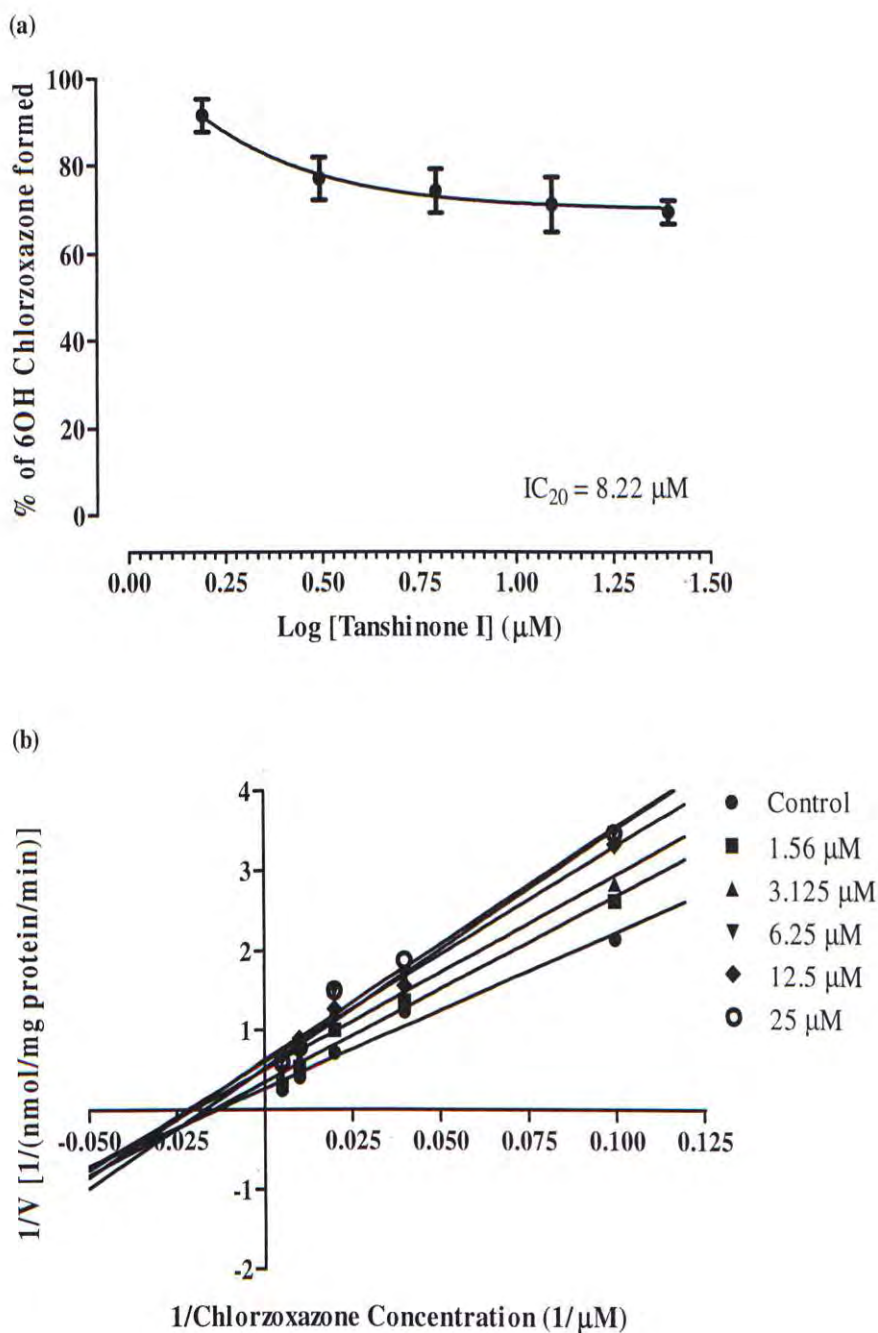 (a)
% of 6OH Chlorzoxazone formed
100
80
60
40
20
0
IC20 = 8.22 μM
0.00 0.25 0.50 0.75 1.00 1.25 1.50
Log [Tanshinone I] (μM)
(b)
1/V [1/(nmol/mg protein/min)]
4
3
2
1
-1
-2
-0.050 -0.025 0.025 0.050 0.075 0.100 0.125
1/Chlorzoxazone Concentration (1/μM)
Control
1.56 μM
3.125 μM
6.25 μM
12.5 μM
25 μM